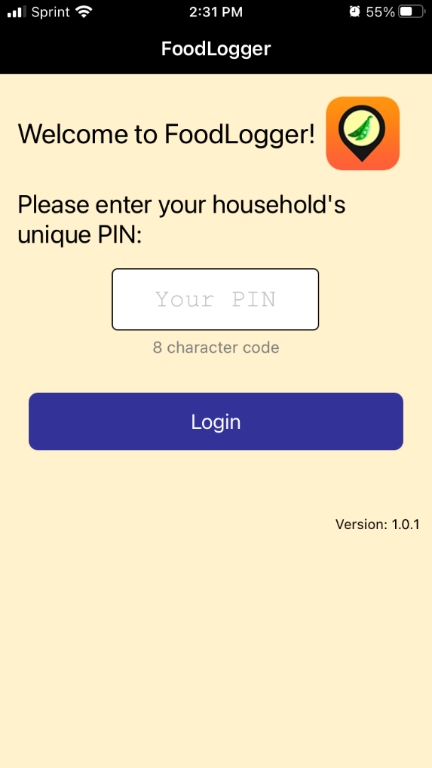 Sprint 2:31 PM 55%
FoodLogger
Welcome to FoodLogger!
Please enter your household's
unique PIN:
Your PIN
8 character code
Login
Version: 1.0.1